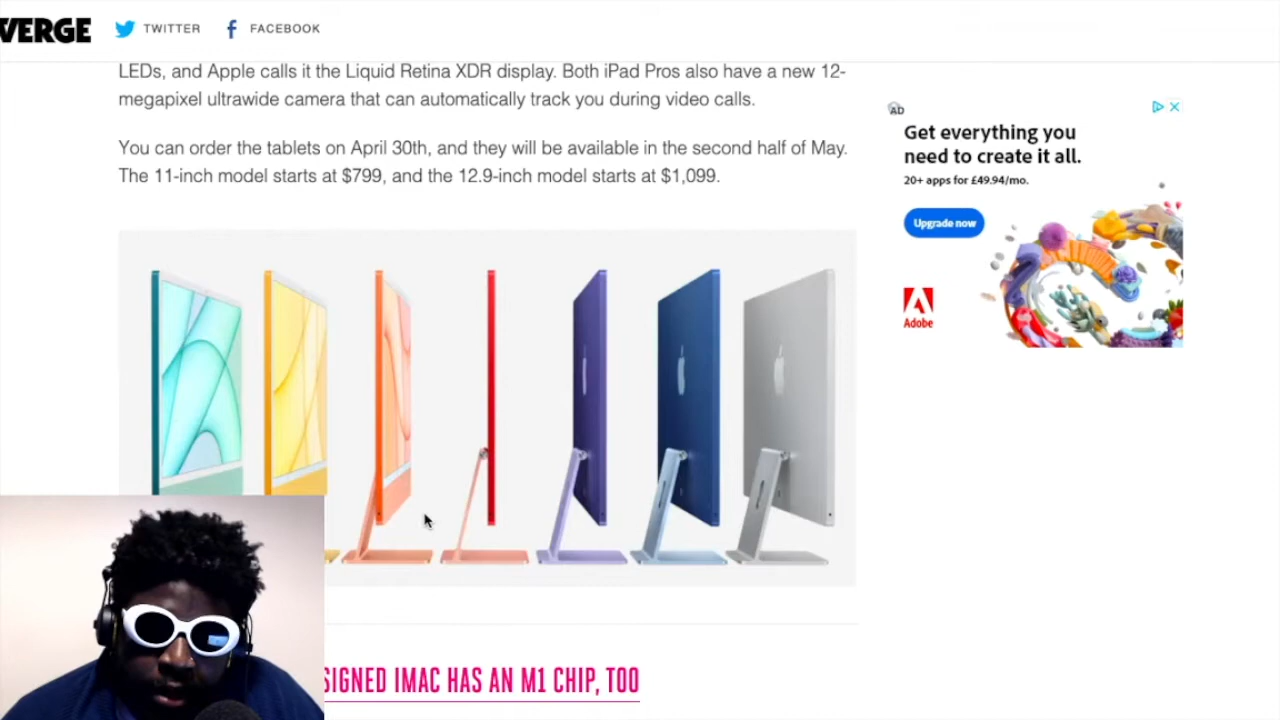 VERGE
TWITTER
FACEBOOK
LEDs, and Apple calls it the Liquid Retina XDR display. Both iPad Pros also have a new 12-
megapixel ultrawide camera that can automatically track you during video calls.
You can order the tablets on April 30th, and they will be available in the second half of May.
The 11-inch model starts at $799, and the 12.9-inch model starts at $1,099.
AD
Get everything you
need to create it all.
20+ apps for £49.94/mo.
Upgrade now
Adobe
SIGNED IMAC HAS AN M1 CHIP, TOO